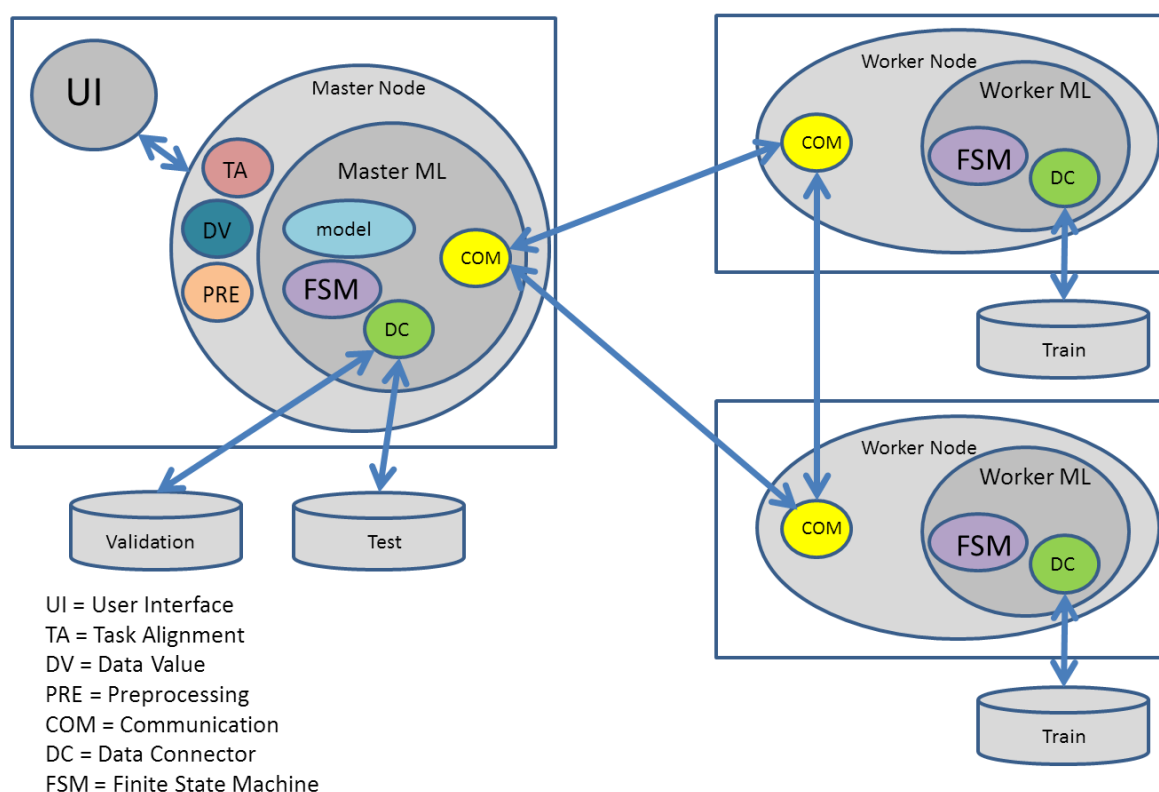 UI
Master Node
TA
Master ML
DV
model
COM
PRE
FSM
DC
Validation
Test
Worker Node
Worker ML
COM
FSM
DC
Train
Worker Node
Worker ML
COM
FSM
DC
Train
UI = User Interface
TA = Task Alignment
DV = Data Value
PRE = Preprocessing
COM = Communication
DC = Data Connector
FSM = Finite State Machine